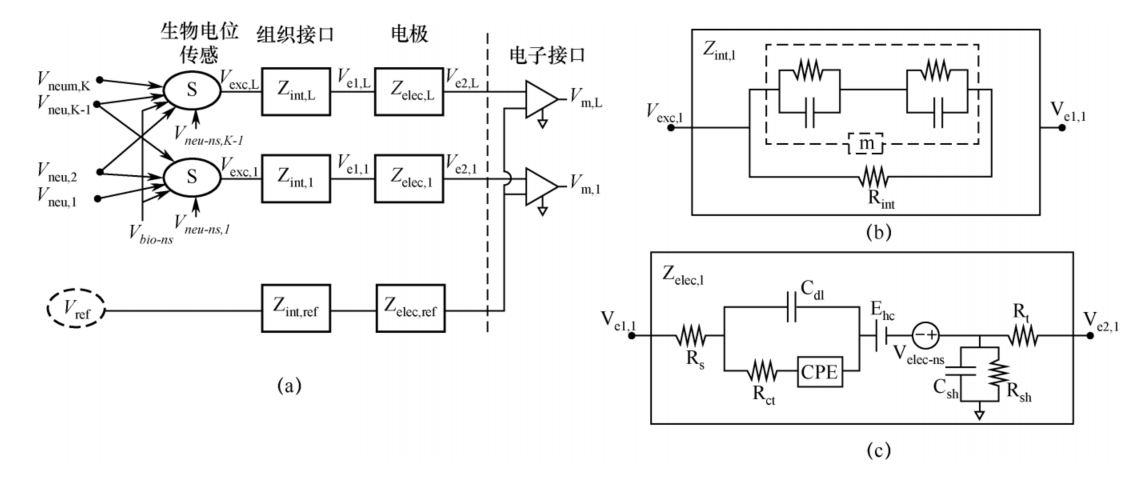 生物电位
传感
组织接口
电极
电子接口
V_neum,K
V_neu,K-1
V_neu,2
V_neu,1
V_bio-ns
S
V_neu-ns,K-1
V_exc,L
Z_int,L
V_e1,L
Z_elec,L
V_e2,L
V_m,L
S
V_neu-ns,1
V_exc,1
Z_int,1
V_e1,1
Z_elec,1
V_e2,1
V_m,1
V_ref
Z_int,ref
Z_elec,ref
(a)
Z_int,l
V_exc,l
V_e1,1
m
R_int
(b)
Z_elec,l
V_e1,1
R_s
C_dl
R_ct
CPE
E_hc
-+
V_elec-ns
C_sh
R_sh
R_t
V_e2,1
(c)